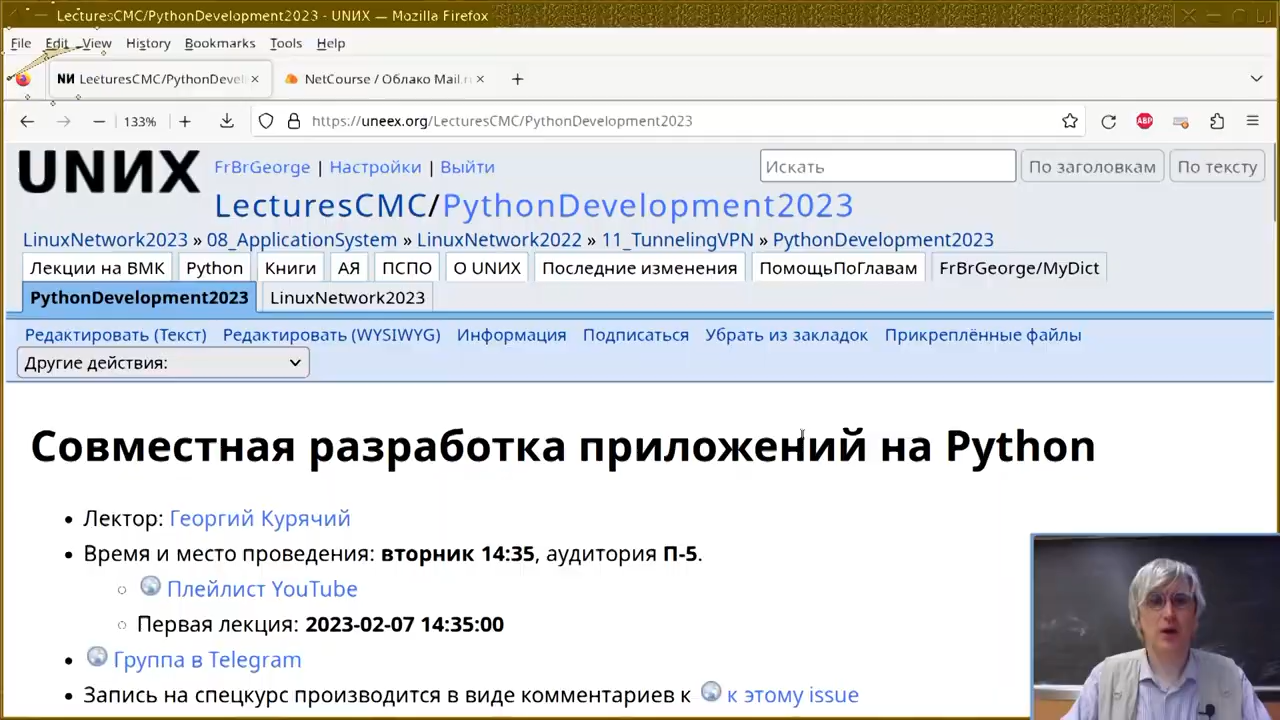 LecturesCMC/PythonDevelopment2023 - UNИX — Mozilla Firefox
File Edit View History Bookmarks Tools Help
NИ LecturesCMC/PythonDevel × NetCourse / Облако Mail.r × +
133% https://uneex.org/LecturesCMC/PythonDevelopment2023 ABP
UNИX FrBrGeorge | Настройки | Выйти Искать По заголовкам По тексту
LecturesCMC/PythonDevelopment2023
LinuxNetwork2023 » 08_ApplicationSystem » LinuxNetwork2022 » 11_TunnelingVPN » PythonDevelopment2023
Лекции на ВМК Python Книги АЯ ПСПО О UNИX Последние изменения ПомощьПоГлавам FrBrGeorge/MyDict
PythonDevelopment2023 LinuxNetwork2023
Редактировать (Текст) Редактировать (WYSIWYG) Информация Подписаться Убрать из закладок Прикреплённые файлы
Другие действия:
Совместная разработка приложений на Python
• Лектор: Георгий Курячий
• Время и место проведения: вторник 14:35, аудитория П-5.
○ Плейлист YouTube
○ Первая лекция: 2023-02-07 14:35:00
• Группа в Telegram
• Запись на спецкурс производится в виде комментариев к к этому issue